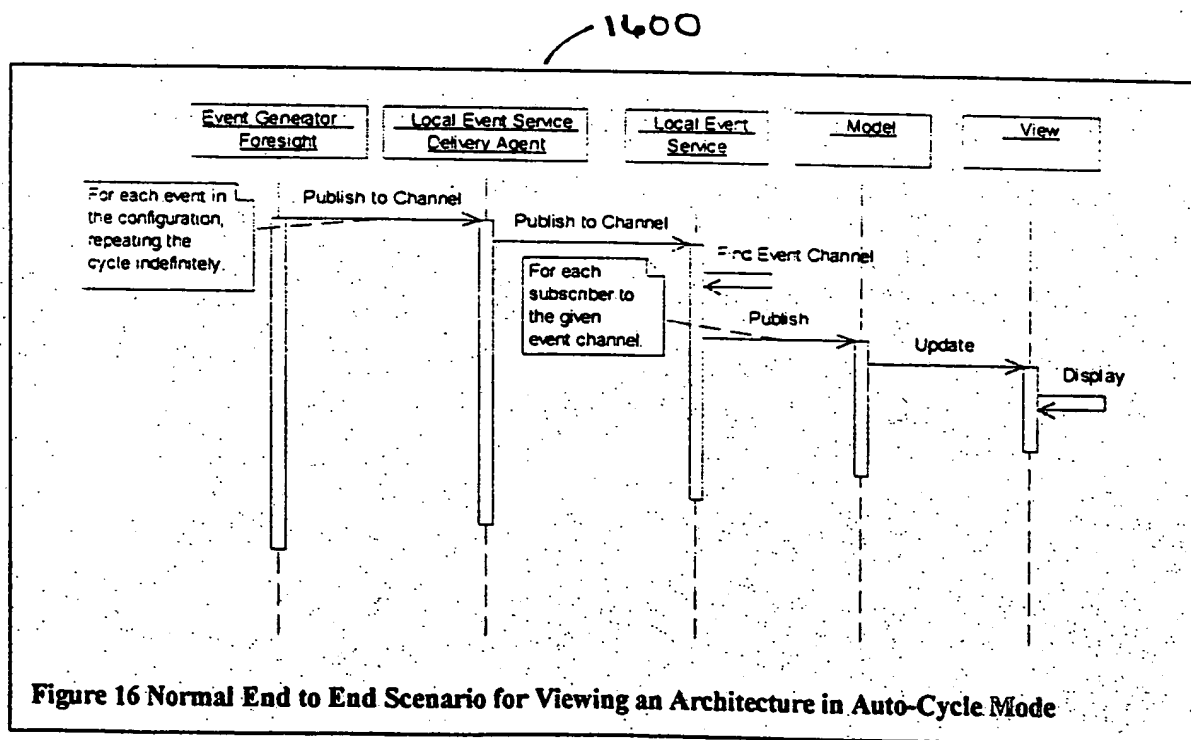 1600
Event Generator
Foresight
Local Event Service
Delivery Agent
Local Event
Service
Model
View
For each event in
the configuration,
repeating the
cycle indefinitely.
Publish to Channel
Publish to Channel
Find Event Channel
For each
subscriber to
the given
event channel.
Publish
Update
Display
Figure 16 Normal End to End Scenario for Viewing an Architecture in Auto-Cycle Mode